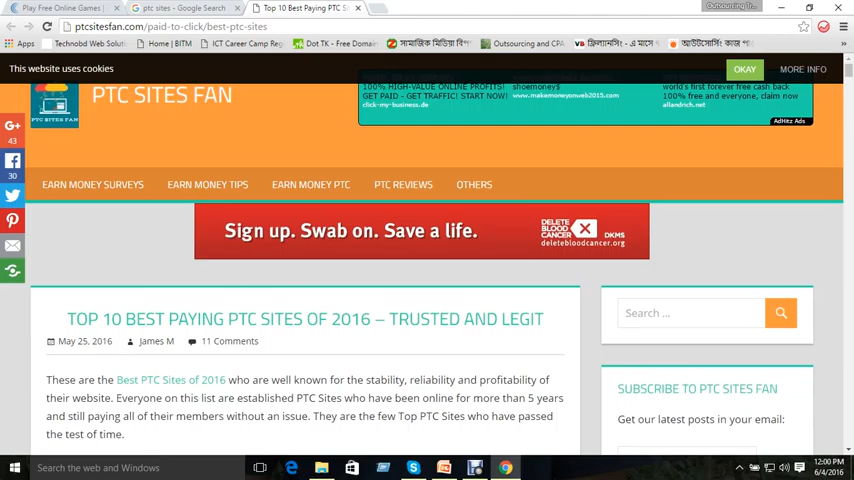 Play Free Online Games |
ptc sites - Google Search
Top 10 Best Paying PTC Si
Outsourcing Tr...
ptcsitesfan.com/paid-to-click/best-ptc-sites
Apps
Technobd Web Soluti
Home | BITM
ICT Career Camp Reg
Dot TK - Free Domain
সামাজিক মিডিয়া বিপ
Outsourcing and CPA
ফ্রিল্যান্সিং - এ মাসে
আউটসোর্সিং কাজ পা
Other bookmarks
This website uses cookies
OKAY
MORE INFO
PTC SITES FAN
PTC SITES FAN
100% HIGH-VALUE ONLINE PROFITS!
GET PAID - GET TRAFFIC! START NOW!
click-my-business.de
shoemoney$
www.makemoneyonweb2015.com
world's first forever free cash back
100% free and everyone, claim now
allandrich.net
AdHitz Ads
43
30
EARN MONEY SURVEYS
EARN MONEY TIPS
EARN MONEY PTC
PTC REVIEWS
OTHERS
Sign up. Swab on. Save a life.
DELETE
BLOOD
CANCER
DKMS
deletebloodcancer.org
TOP 10 BEST PAYING PTC SITES OF 2016 – TRUSTED AND LEGIT
May 25, 2016
James M
11 Comments
These are the Best PTC Sites of 2016 who are well known for the stability, reliability and profitability of
their website. Everyone on this list are established PTC Sites who have been online for more than 5 years
and still paying all of their members without an issue. They are the few Top PTC Sites who have passed
the test of time.
Search ...
SUBSCRIBE TO PTC SITES FAN
Get our latest posts in your email:
Search the web and Windows
12:00 PM
6/4/2016